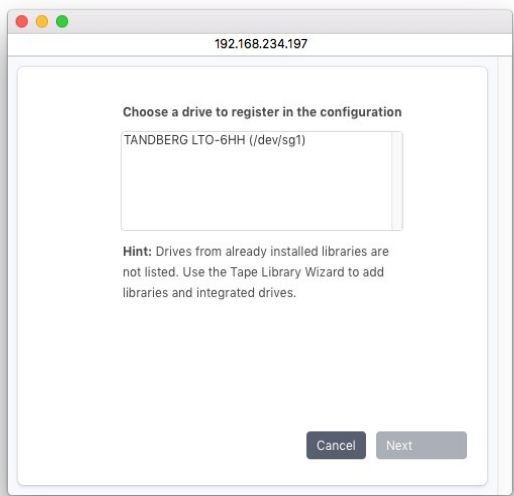 192.168.234.197
Choose a drive to register in the configuration
TANDBERG LTO-6HH (/dev/sg1)
Hint: Drives from already installed libraries are
not listed. Use the Tape Library Wizard to add
libraries and integrated drives.
Cancel Next